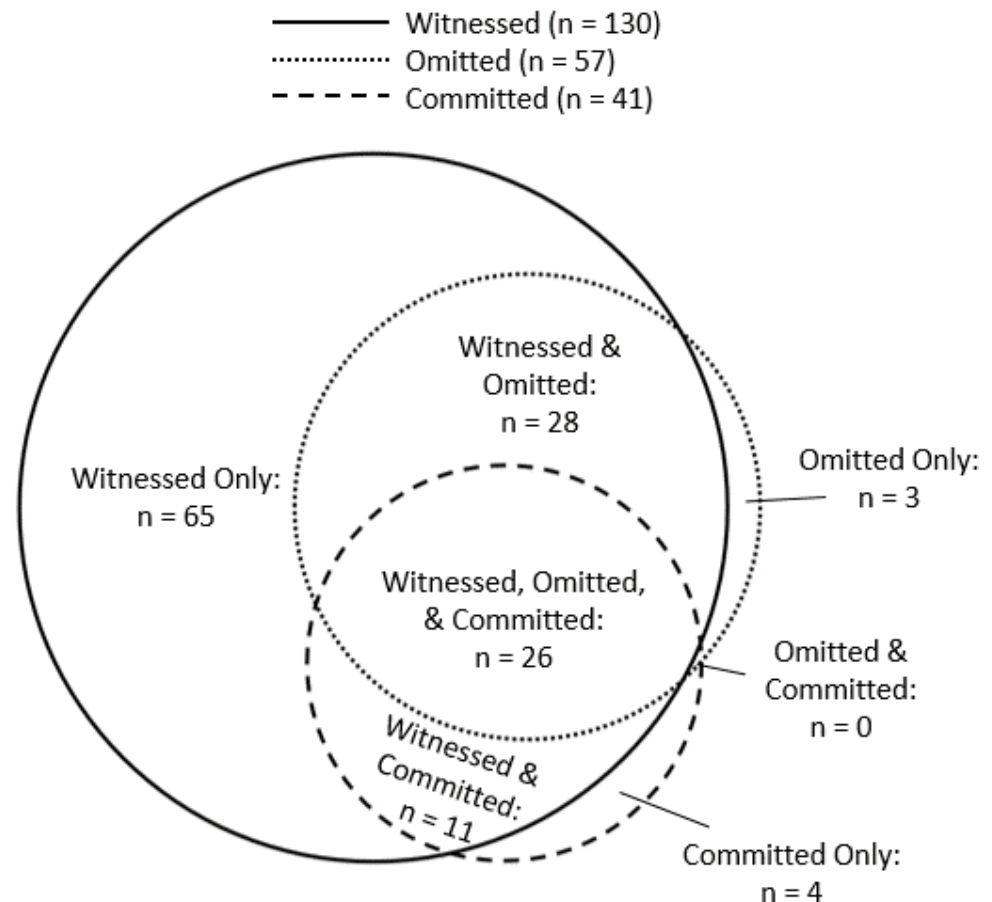 Witnessed (n = 130)
Omitted (n = 57)
Committed (n = 41)
Witnessed &
Omitted:
n = 28
Witnessed Only:
n = 65
Omitted Only:
n = 3
Witnessed, Omitted,
& Committed:
n = 26
Omitted &
Committed:
n = 0
Witnessed &
Committed:
n = 11
Committed Only:
n = 4